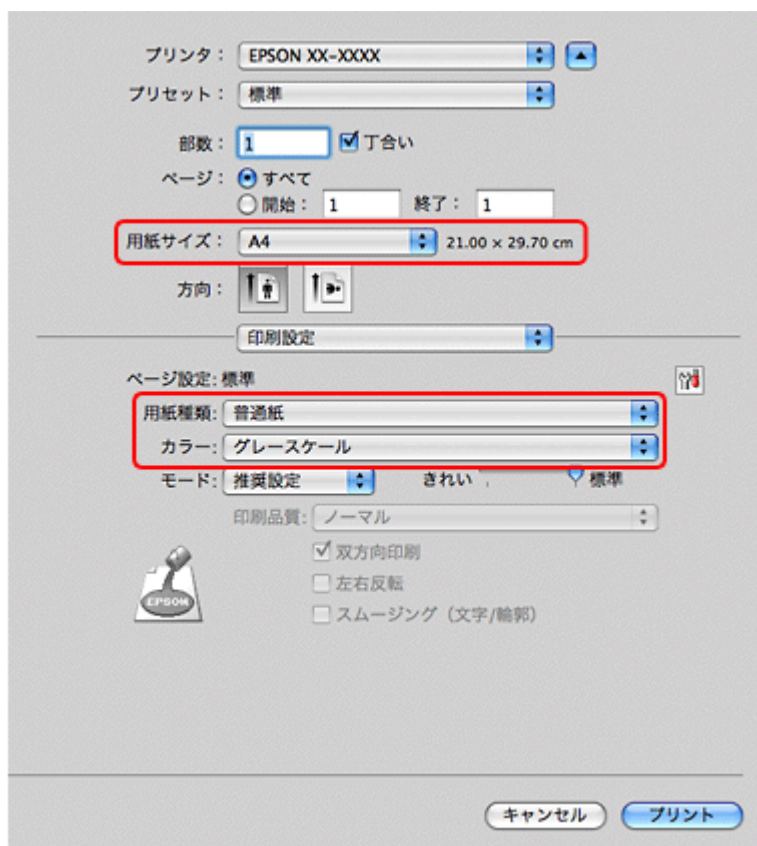 プリンタ： EPSON XX-XXXX
プリセット： 標準
部数： 1 丁合い
ページ： すべて
開始： 1 終了： 1
用紙サイズ： A4 21.00 × 29.70 cm
方向：
印刷設定
ページ設定: 標準
用紙種類: 普通紙
カラー: グレースケール
モード: 推奨設定 きれい 標準
印刷品質: ノーマル
双方向印刷
左右反転
スムージング（文字/輪郭）
EPSON
キャンセル プリント